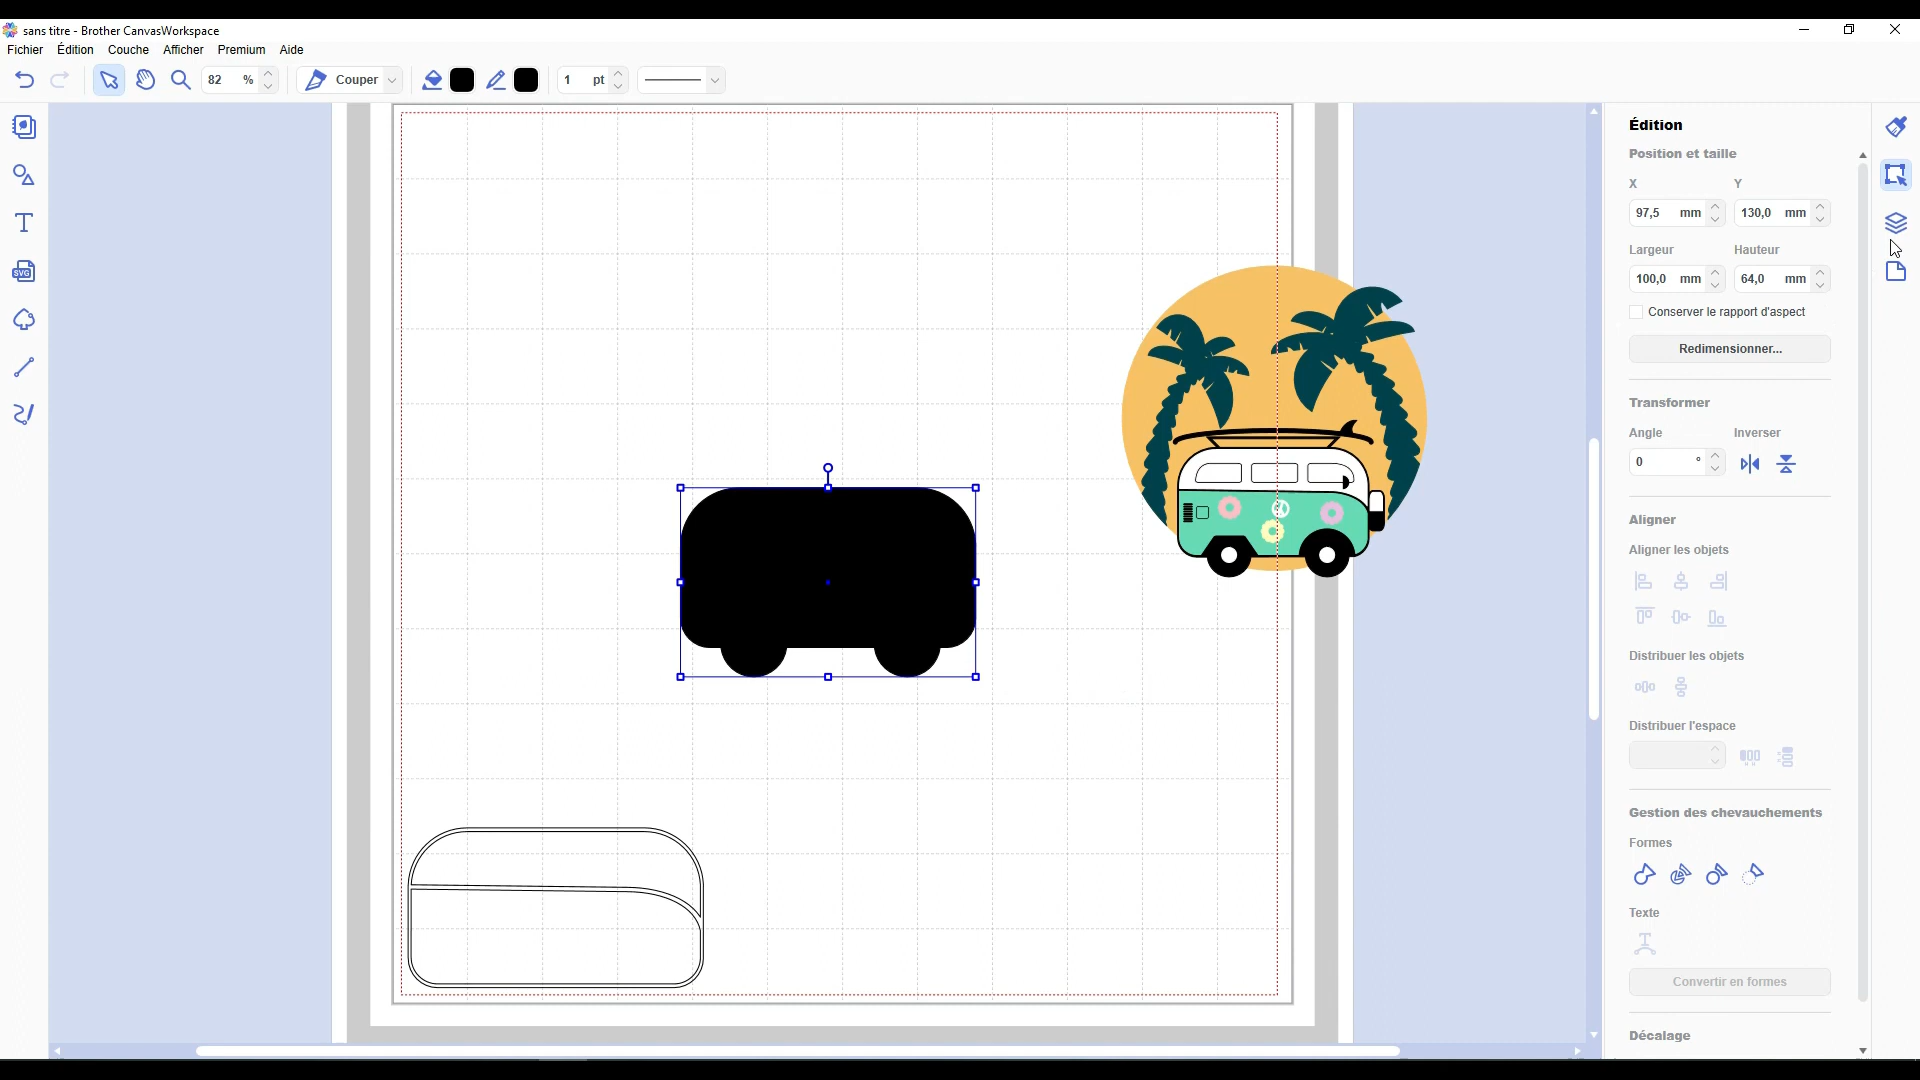 sans titre - Brother CanvasWorkspace
Fichier Édition Couche Afficher Premium Aide
82 % Couper 1 pt
SVG
Édition
Position et taille
X Y
97,5 mm 130,0 mm
Largeur Hauteur
100,0 mm 64,0 mm
Conserver le rapport d'aspect
Redimensionner...
Transformer
Angle Inverser
0 °
Aligner
Aligner les objets
Distribuer les objets
Distribuer l'espace
Gestion des chevauchements
Formes
Texte
Convertir en formes
Décalage